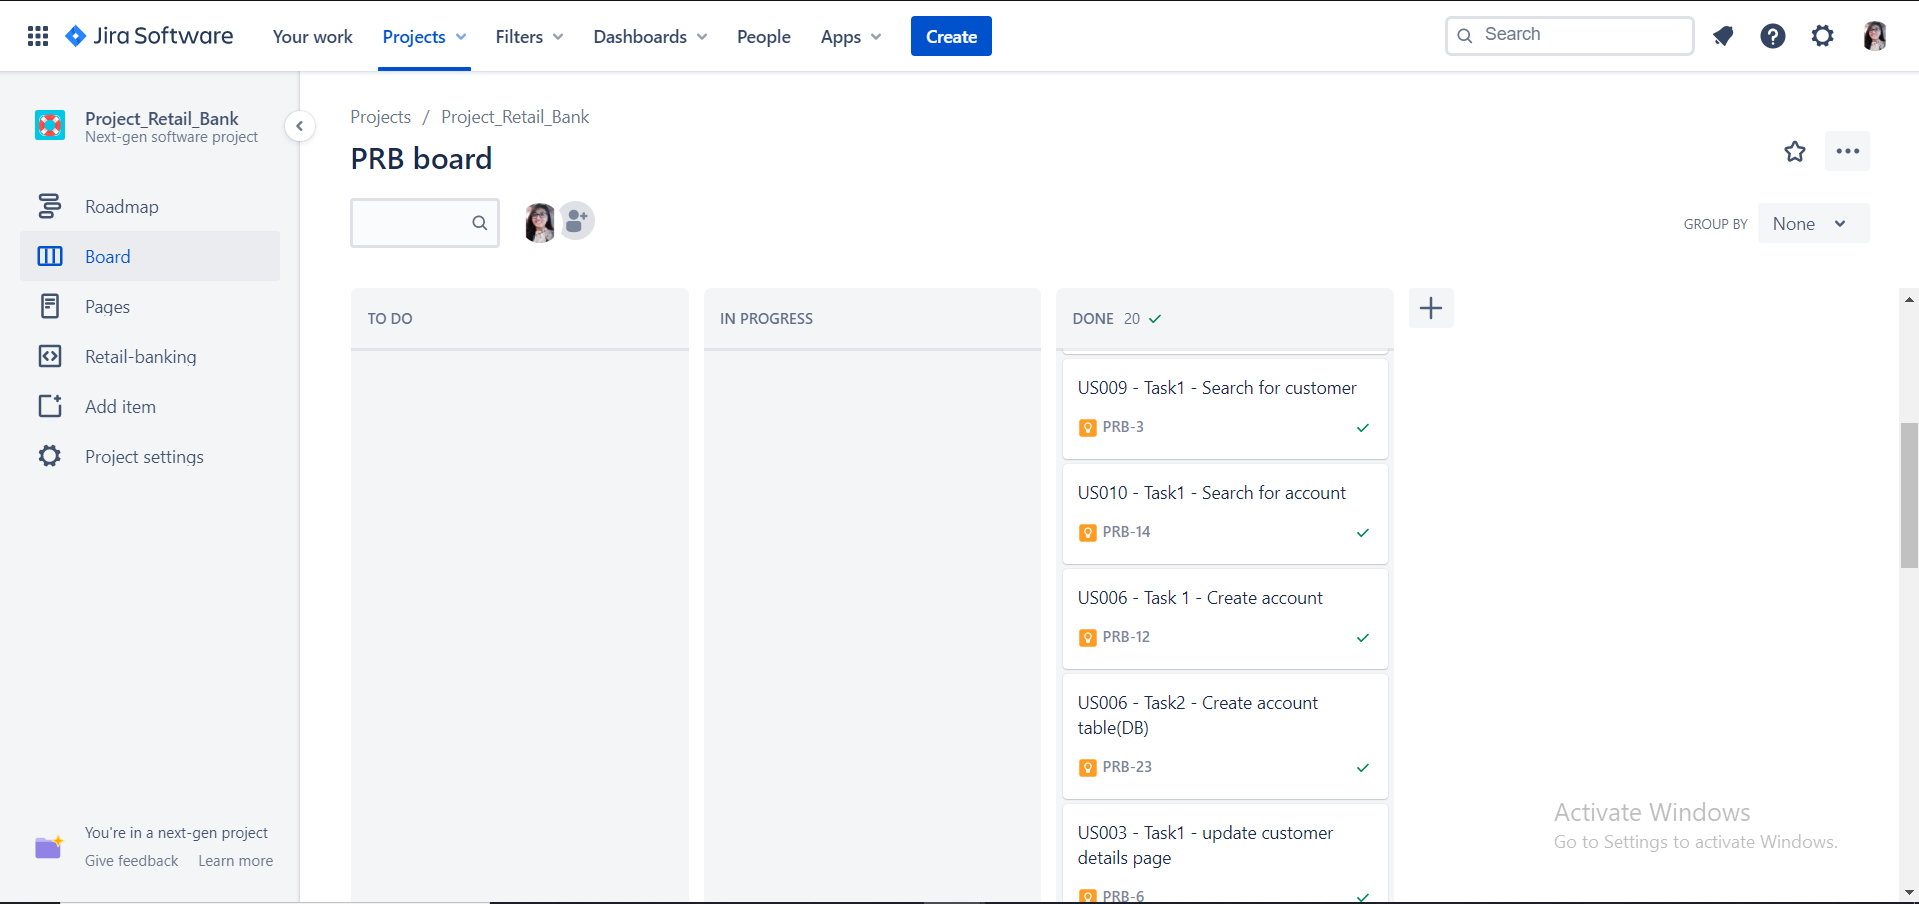 Jira Software
Your work
Projects
Filters
Dashboards
People
Apps
Create
Search
Project_Retail_Bank
Next-gen software project
Roadmap
Board
Pages
Retail-banking
Add item
Project settings
You're in a next-gen project
Give feedback Learn more
Projects / Project_Retail_Bank
PRB board
GROUP BY None
TO DO
IN PROGRESS
DONE 20
US009 - Task1 - Search for customer
PRB-3
US010 - Task1 - Search for account
PRB-14
US006 - Task 1 - Create account
PRB-12
US006 - Task2 - Create account
table(DB)
PRB-23
US003 - Task1 - update customer
details page
PRB-6
Activate Windows
Go to Settings to activate Windows.